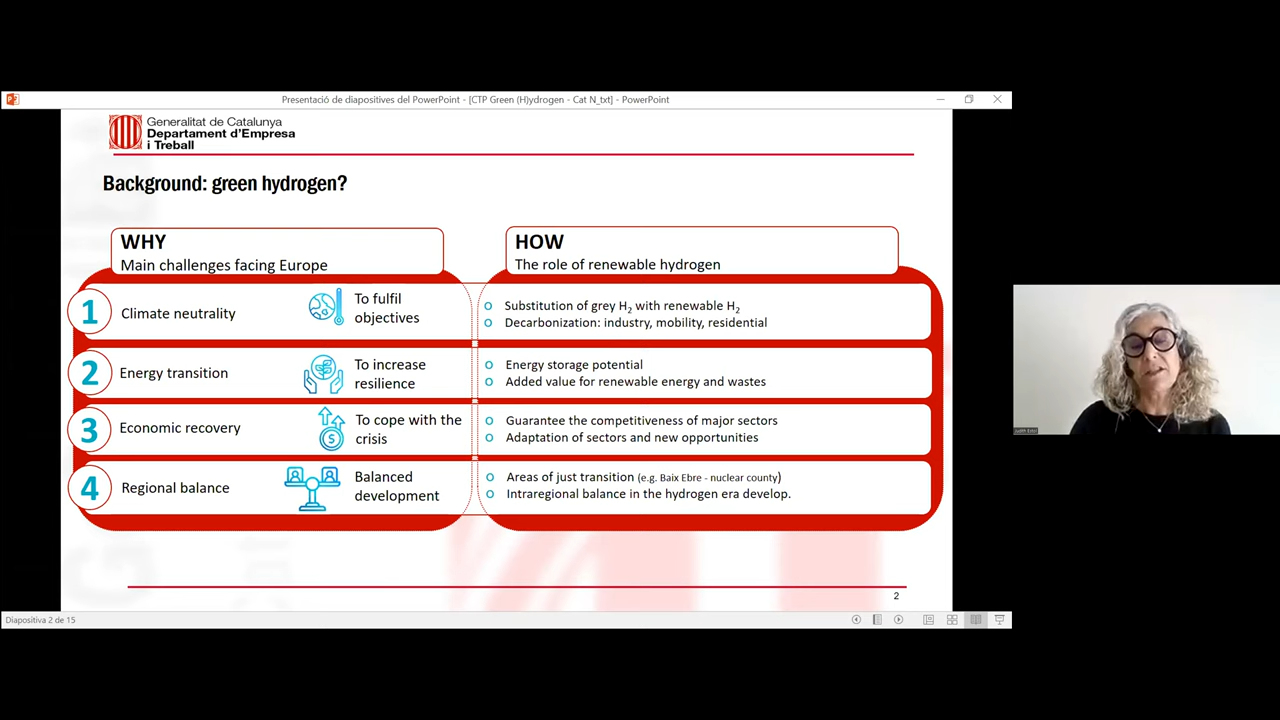 Presentació de diapositives del PowerPoint - [CTP Green (H)ydrogen - Cat N_txt] - PowerPoint
Generalitat de Catalunya
Departament d'Empresa
i Treball
Background: green hydrogen?
WHY
Main challenges facing Europe
HOW
The role of renewable hydrogen
1
Climate neutrality
To fulfil
objectives
o Substitution of grey H₂ with renewable H₂
o Decarbonization: industry, mobility, residential
2
Energy transition
To increase
resilience
o Energy storage potential
o Added value for renewable energy and wastes
3
Economic recovery
To cope with the
crisis
o Guarantee the competitiveness of major sectors
o Adaptation of sectors and new opportunities
4
Regional balance
Balanced
development
o Areas of just transition (e.g. Baix Ebre - nuclear county)
o Intraregional balance in the hydrogen era develop.
2
Diapositiva 2 de 15